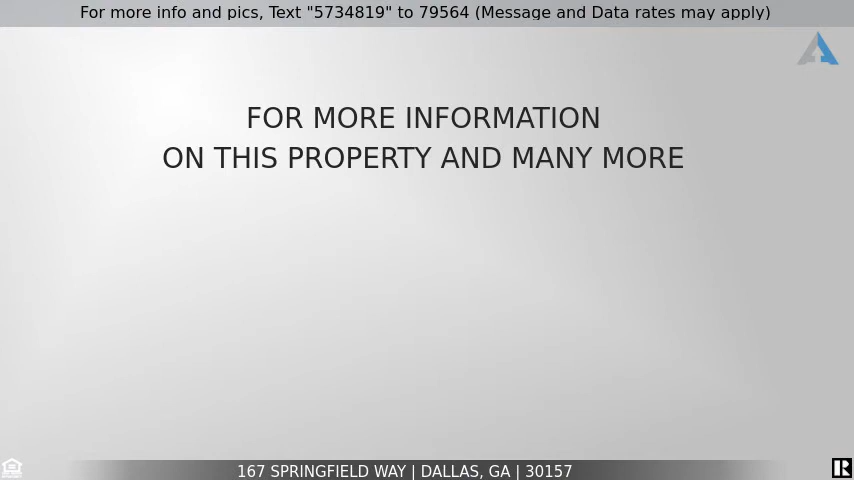 For more info and pics, Text "5734819" to 79564 (Message and Data rates may apply)
FOR MORE INFORMATION
ON THIS PROPERTY AND MANY MORE
167 SPRINGFIELD WAY | DALLAS, GA | 30157